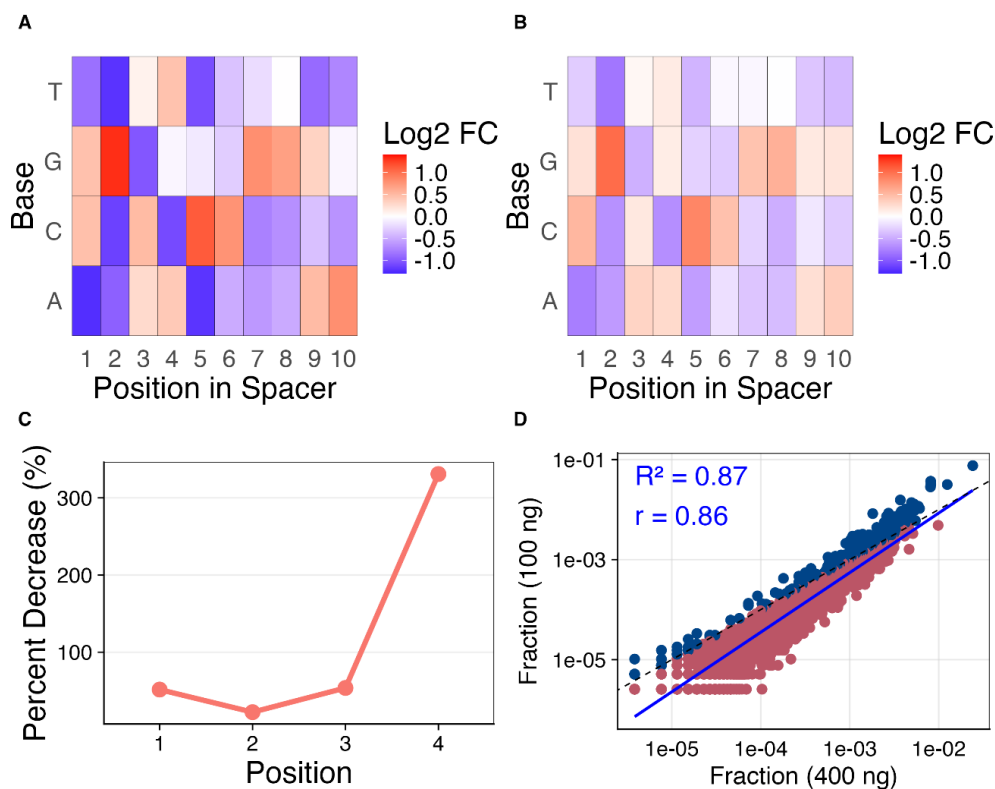 A
B
T
G
C
A
Base
1 2 3 4 5 6 7 8 9 10
Position in Spacer
Log2 FC
1.0
0.5
0.0
-0.5
-1.0
T
G
C
A
Base
1 2 3 4 5 6 7 8 9 10
Position in Spacer
Log2 FC
1.0
0.5
0.0
-0.5
-1.0
C
Percent Decrease (%)
300
200
100
1 2 3 4
Position
D
R² = 0.87
r = 0.86
Fraction (100 ng)
1e-01
1e-03
1e-05
1e-05 1e-04 1e-03 1e-02
Fraction (400 ng)